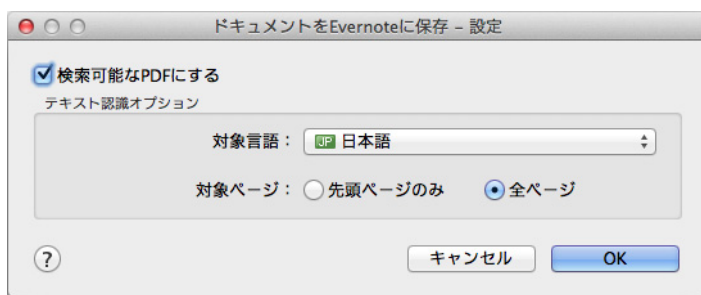 ドキュメントをEvernoteに保存 – 設定
検索可能なPDFにする
テキスト認識オプション
対象言語： JP 日本語
対象ページ： 先頭ページのみ 全ページ
? キャンセル OK